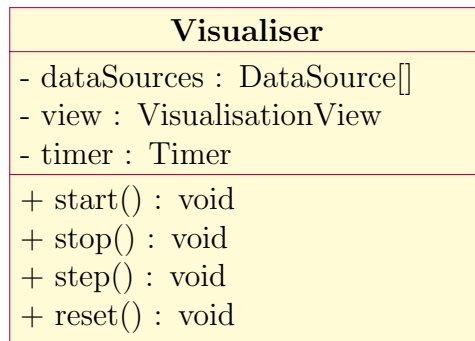 Visualiser
- dataSources : DataSource[]
- view : VisualisationView
- timer : Timer
+ start() : void
+ stop() : void
+ step() : void
+ reset() : void